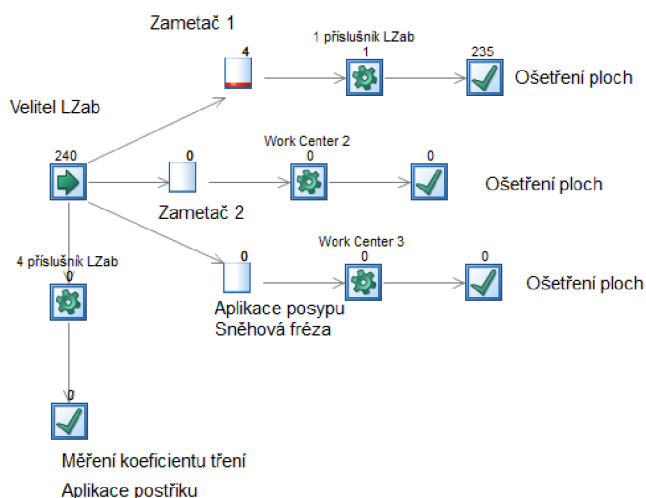 Zametač 1
1 příslušník LZab
4
1
235
Ošetření ploch
Velitel LZab
240
Work Center 2
0
0
0
Ošetření ploch
Zametač 2
4 příslušník LZab
0
Work Center 3
0
0
0
Ošetření ploch
Aplikace posypu
Sněhová fréza
0
Měření koeficientu tření
Aplikace postřiku